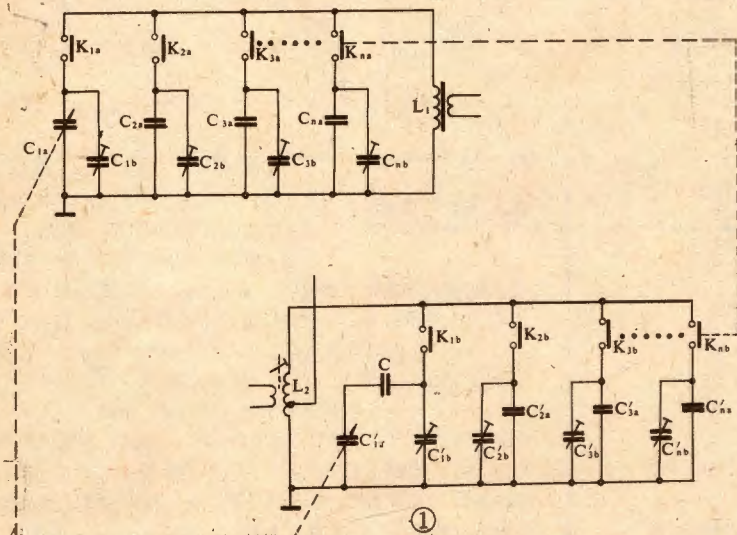 K1a K2a K3a Kna
L1
C1a C1b C2a C2b C3a C3b Cna Cnb
K1b K2b K3b Knb
L2 C
C'1a C'1b C'2b C'2a C'3b C'3a C'nb C'na
①